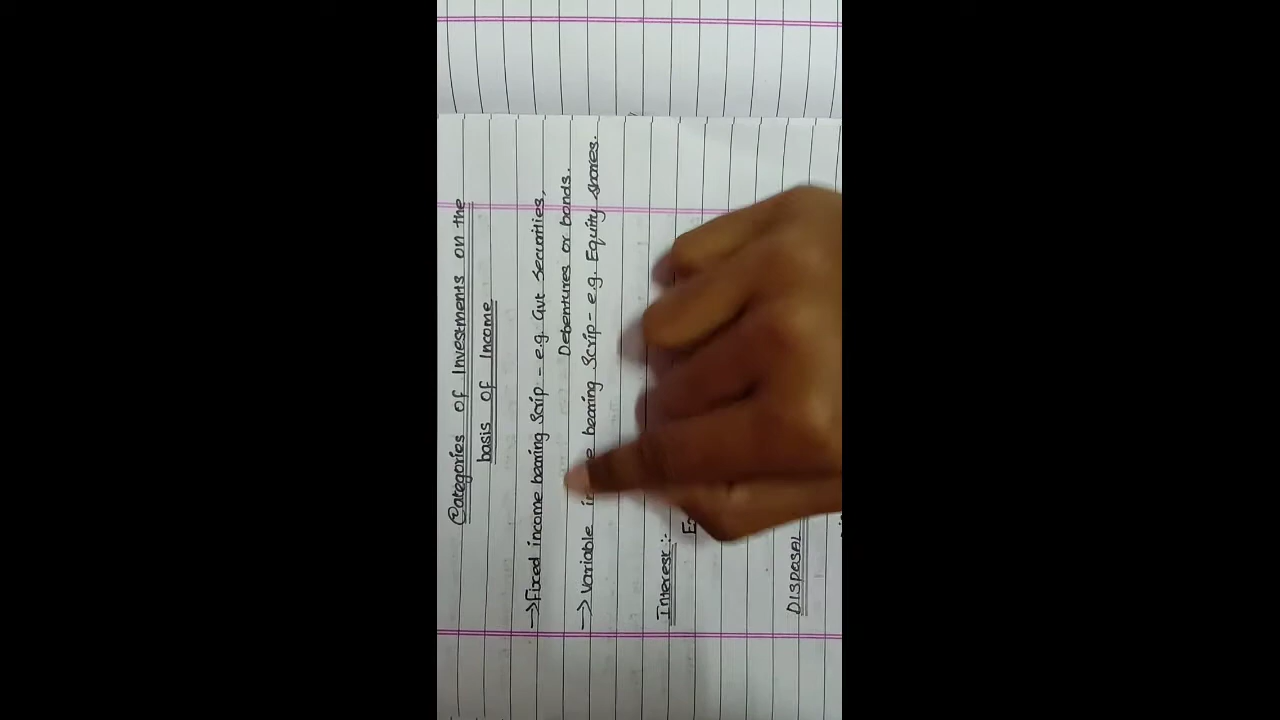 Categories of Investments on the
basis of Income
→ Fixed income bearing Scrip - e.g. Gvt Securities,
Debentures or bonds.
→ Variable bearing Scrip - e.g. Equity shares.
Interest :-
DISPOSAL